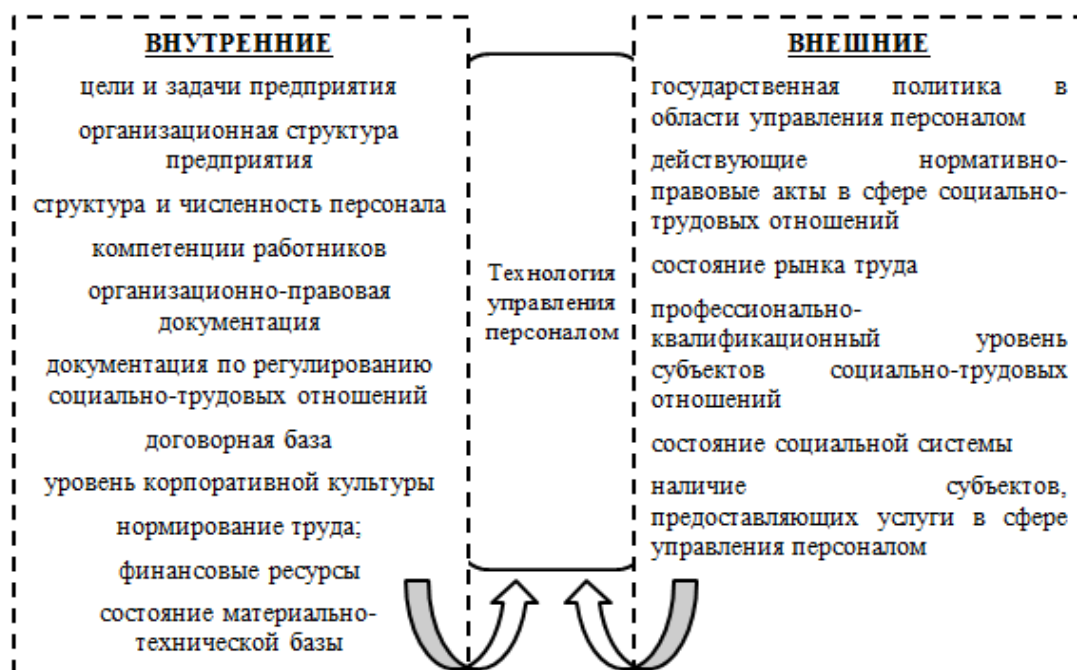 ВНУТРЕННИЕ
цели и задачи предприятия
организационная структура
предприятия
структура и численность персонала
компетенции работников
организационно-правовая
документация
документация по регулированию
социально-трудовых отношений
договорная база
уровень корпоративной культуры
нормирование труда;
финансовые ресурсы
состояние материально-
технической базы
Технология
управления
персоналом
ВНЕШНИЕ
государственная политика в
области управления персоналом
действующие нормативно-
правовые акты в сфере социально-
трудовых отношений
состояние рынка труда
профессионально-
квалификационный уровень
субъектов социально-трудовых
отношений
состояние социальной системы
наличие субъектов,
предоставляющих услуги в сфере
управления персоналом